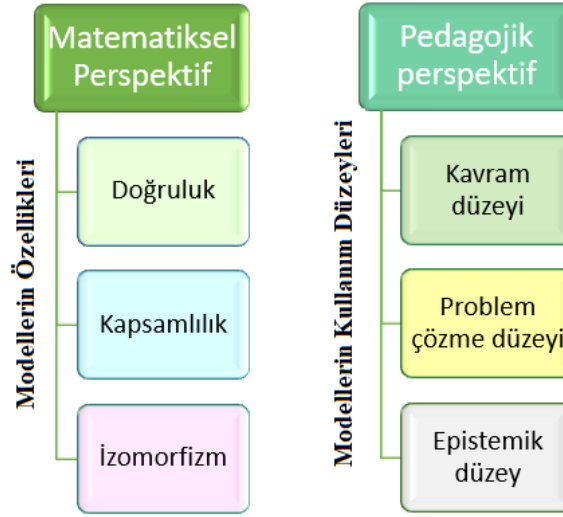 Matematiksel
Perspektif
Modellerin Özellikleri
Doğruluk
Kapsamlılık
İzomorfizm
Pedagojik
perspektif
Modellerin Kullanım Düzeyleri
Kavram
düzeyi
Problem
çözme düzeyi
Epistemik
düzey